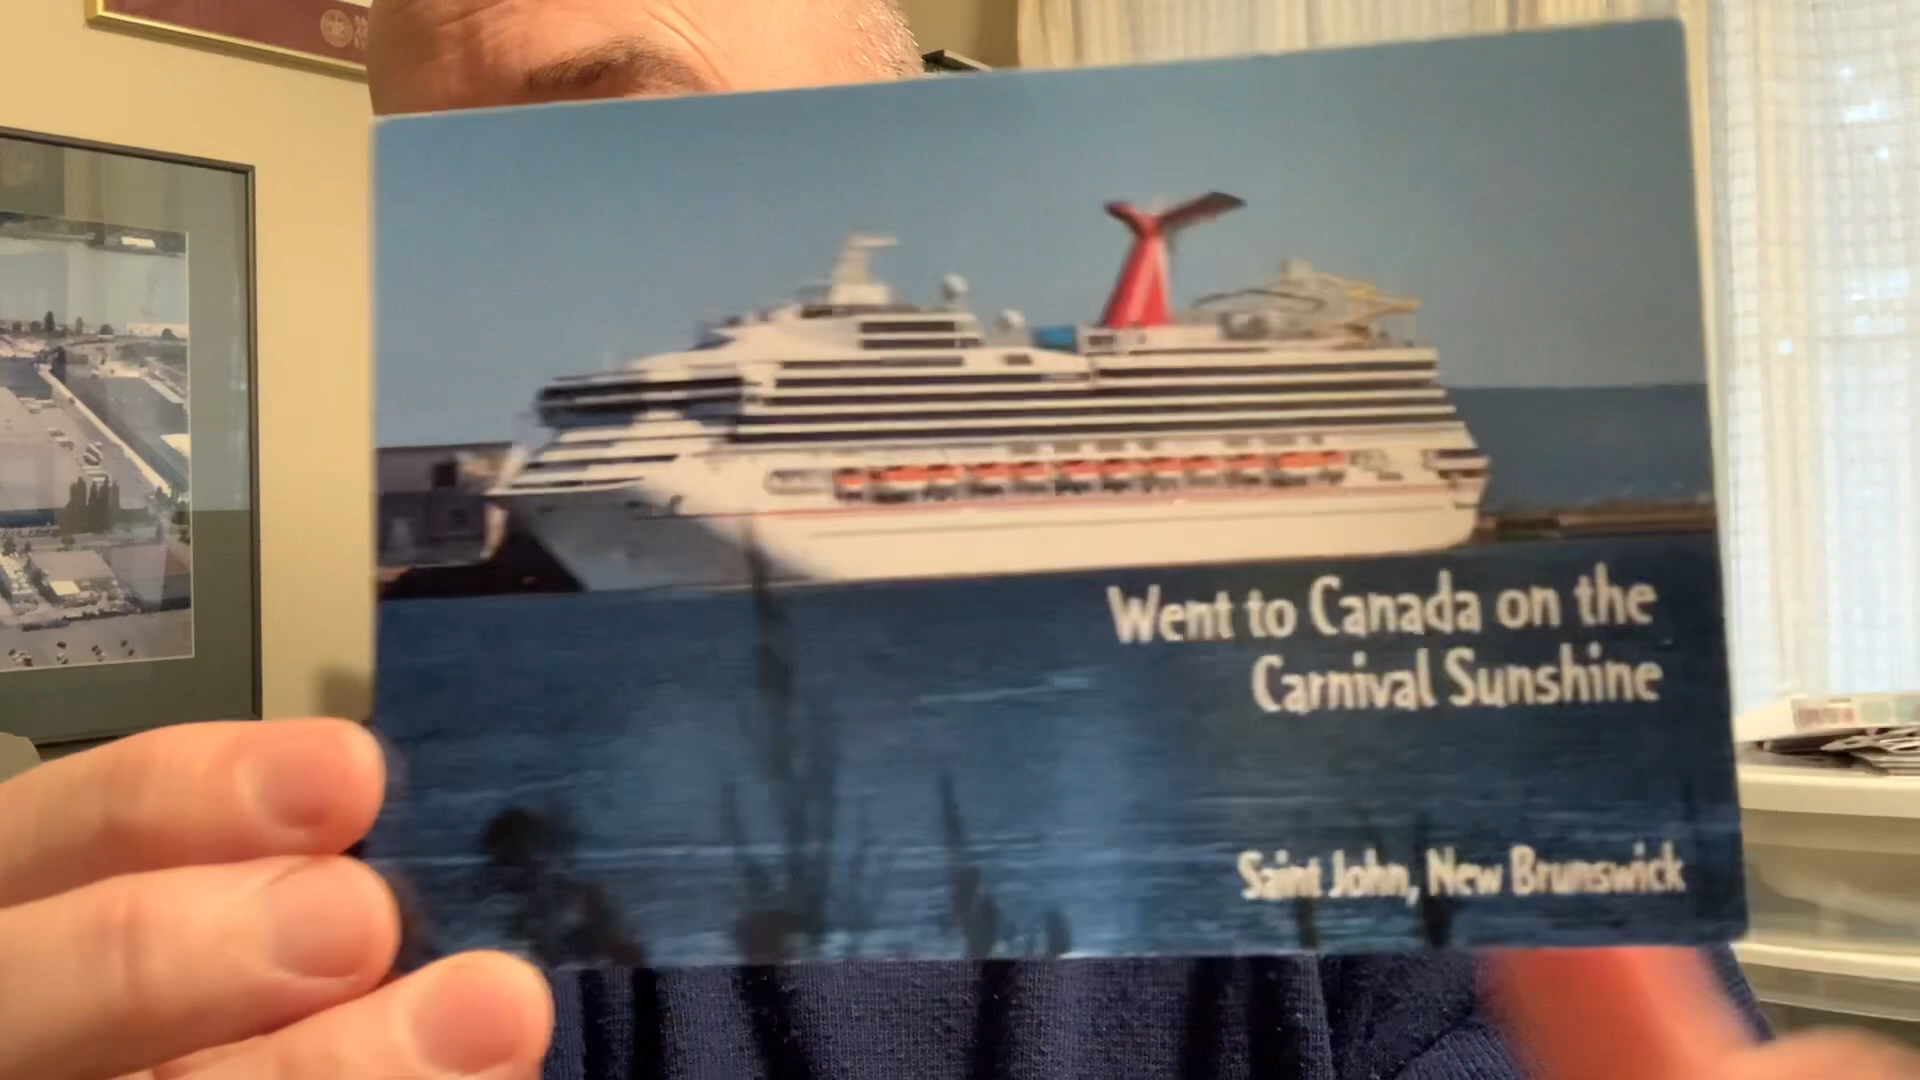 Went to Canada on the
Carnival Sunshine
Saint John, New Brunswick